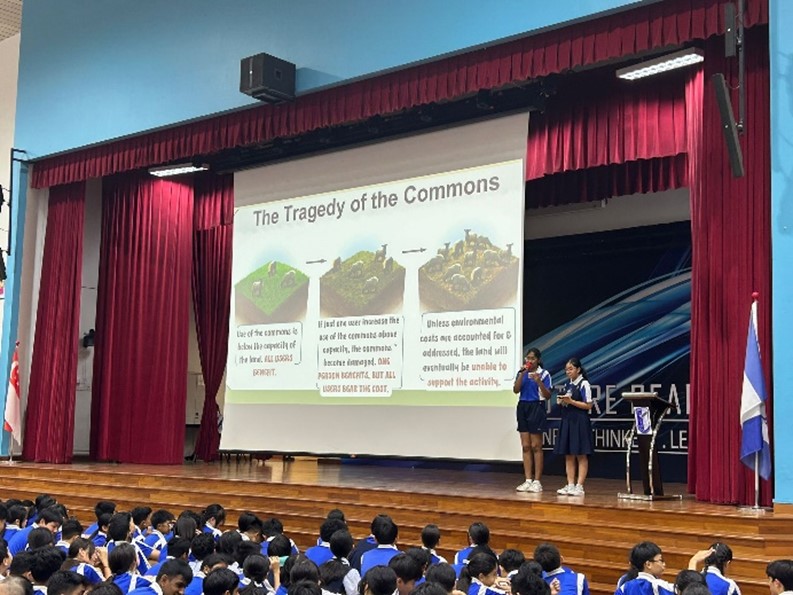 The Tragedy of the Commons
Use of the commons is
below the capacity of
the land. ALL USERS
BENEFIT.
If just one user increase the
use of the commons above
capacity, the commons
become damaged. ONE
PERSON BENEFITS, BUT ALL
USERS BEAR THE COST.
Unless environmental
costs are accounted for &
addressed, the land will
eventually be unable to
support the activity.
THINKE
LE